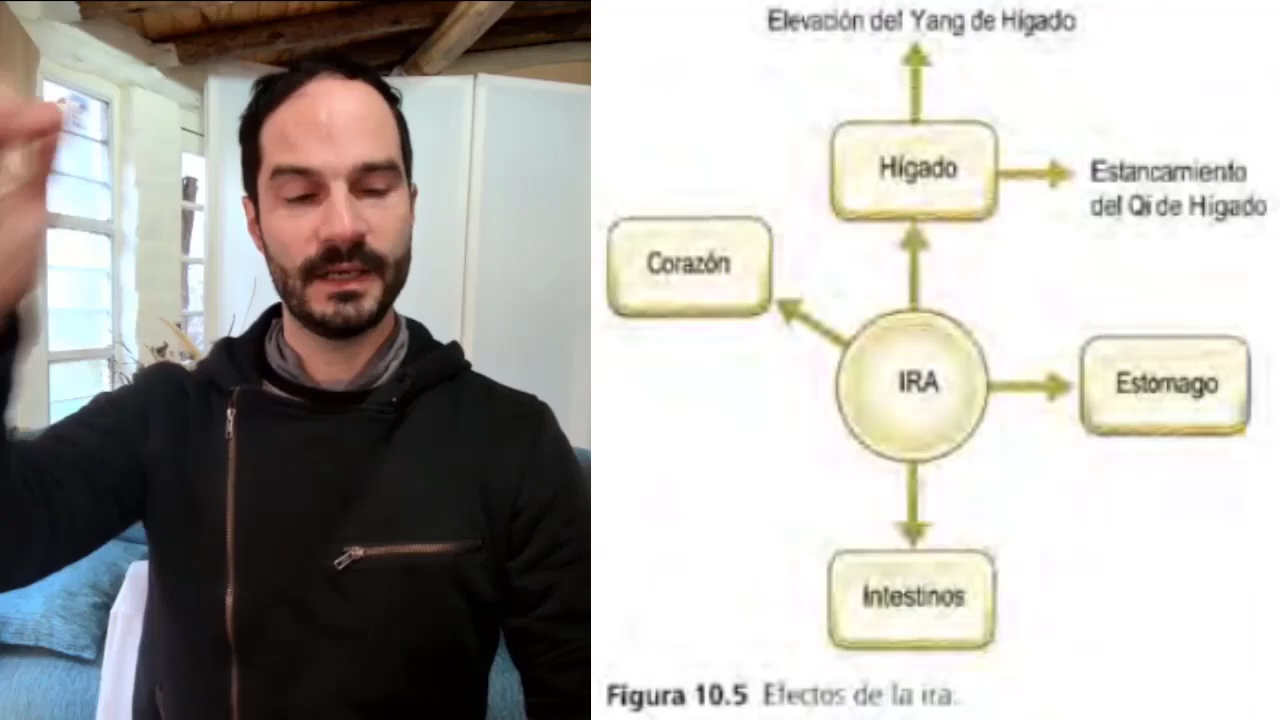 Elevación del Yang de Hígado
Hígado
Estancamiento
del Qi de Hígado
Corazón
IRA
Estómago
Intestinos
Figura 10.5 Efectos de la ira.